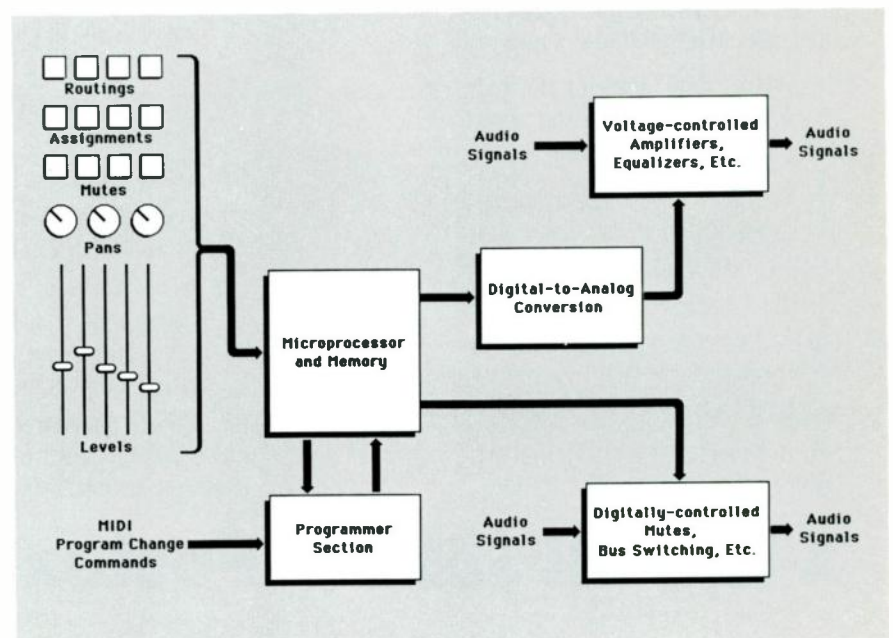 Routings
Assignments
Mutes
Pans
Levels
MIDI
Program Change
Commands
Microprocessor
and Memory
Programmer
Section
Digital-to-Analog
Conversion
Audio
Signals
Voltage-controlled
Amplifiers,
Equalizers, Etc.
Audio
Signals
Audio
Signals
Digitally-controlled
Mutes,
Bus Switching, Etc.
Audio
Signals